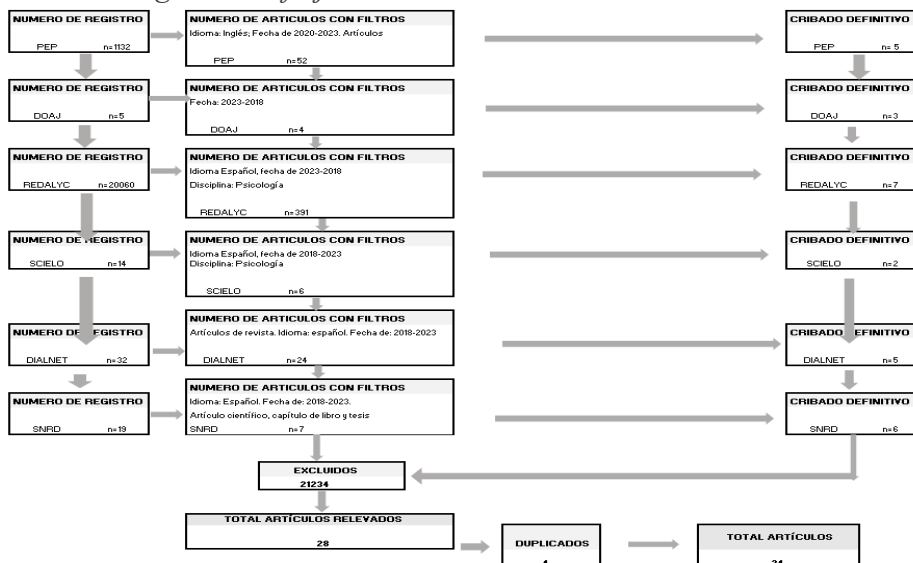 NUMERO DE REGISTRO
PEP n=1132
NUMERO DE ARTICULOS CON FILTROS
Idioma: Inglés; Fecha de 2020-2023. Artículos
PEP n=52
CRIBADO DEFINITIVO
PEP n= 5
NUMERO DE REGISTRO
DOAJ n=5
NUMERO DE ARTICULOS CON FILTROS
Fecha: 2023-2018
DOAJ n=4
CRIBADO DEFINITIVO
DOAJ n=3
NUMERO DE REGISTRO
REDALYC n=20060
NUMERO DE ARTICULOS CON FILTROS
Idioma Español, fecha de 2023-2018
Disciplina: Psicología
REDALYC n=391
CRIBADO DEFINITIVO
REDALYC n=7
NUMERO DE REGISTRO
SCIELO n=14
NUMERO DE ARTICULOS CON FILTROS
Idioma Español, fecha de 2018-2023
Disciplina: Psicología
SCIELO n=6
CRIBADO DEFINITIVO
SCIELO n=2
NUMERO DE REGISTRO
DIALNET n=32
NUMERO DE ARTICULOS CON FILTROS
Artículos de revista. Idioma: español. Fecha de: 2018-2023
DIALNET n=24
CRIBADO DEFINITIVO
DIALNET n=5
NUMERO DE REGISTRO
SNRD n=19
NUMERO DE ARTICULOS CON FILTROS
Idioma: Español. Fecha de: 2018-2023.
Artículo científico, capítulo de libro y tesis
SNRD n=7
CRIBADO DEFINITIVO
SNRD n=6
EXCLUIDOS
21234
TOTAL ARTÍCULOS RELEVADOS
28
DUPLICADOS
4
TOTAL ARTÍCULOS